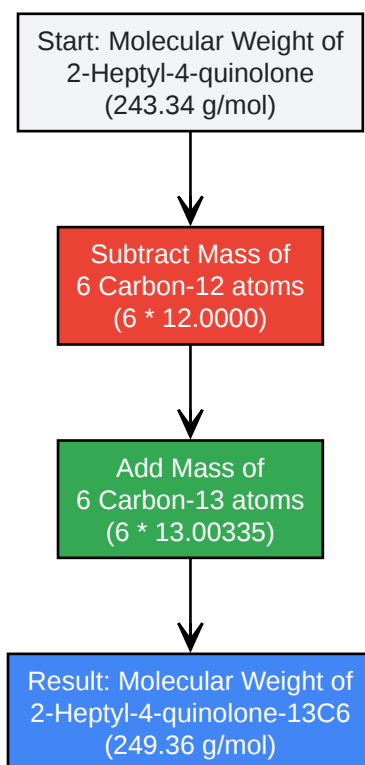 Start: Molecular Weight of
2-Heptyl-4-quinolone
(243.34 g/mol)
Subtract Mass of
6 Carbon-12 atoms
(6 * 12.0000)
Add Mass of
6 Carbon-13 atoms
(6 * 13.00335)
Result: Molecular Weight of
2-Heptyl-4-quinolone-13C6
(249.36 g/mol)